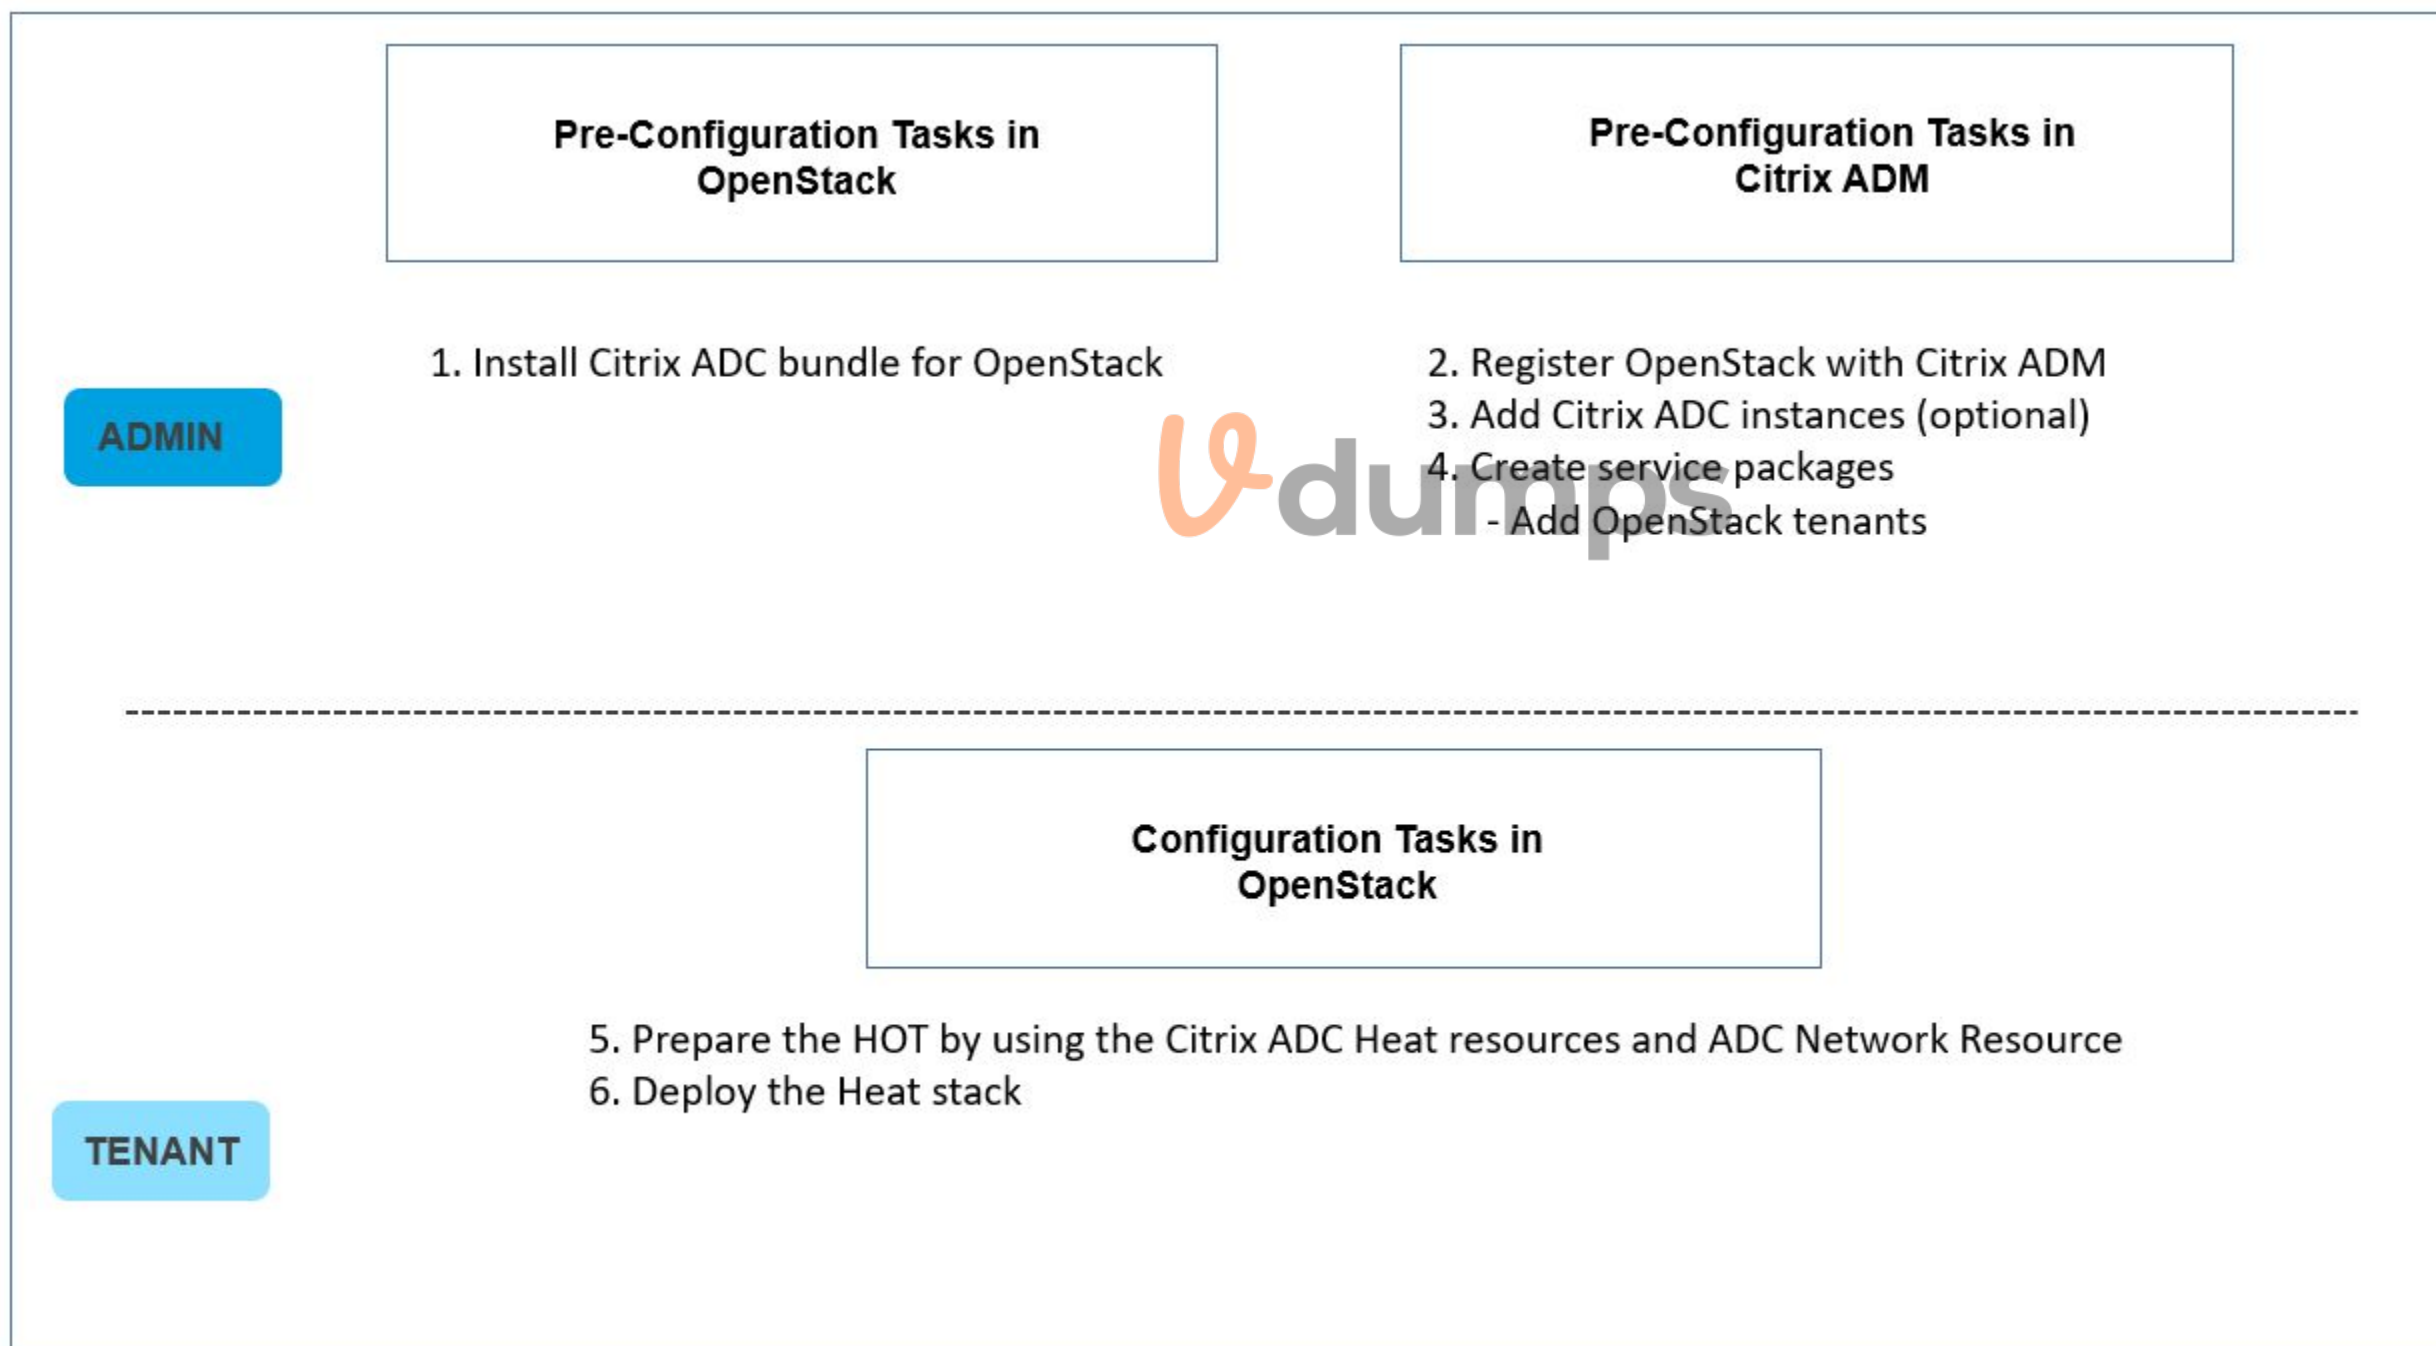 Pre-Configuration Tasks in
OpenStack
Pre-Configuration Tasks in
Citrix ADM
1. Install Citrix ADC bundle for OpenStack
2. Register OpenStack with Citrix ADM
3. Add Citrix ADC instances (optional)
4. Create service packages
- Add OpenStack tenants
ADMIN
Vdumps
Configuration Tasks in
OpenStack
5. Prepare the HOT by using the Citrix ADC Heat resources and ADC Network Resource
6. Deploy the Heat stack
TENANT